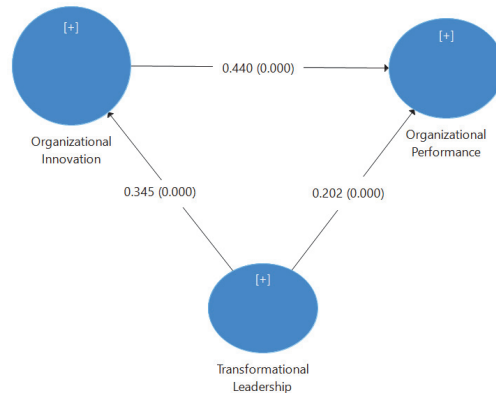 [+]
[+]
0.440 (0.000)
Organizational
Innovation
Organizational
Performance
0.345 (0.000)
0.202 (0.000)
[+]
Transformational
Leadership